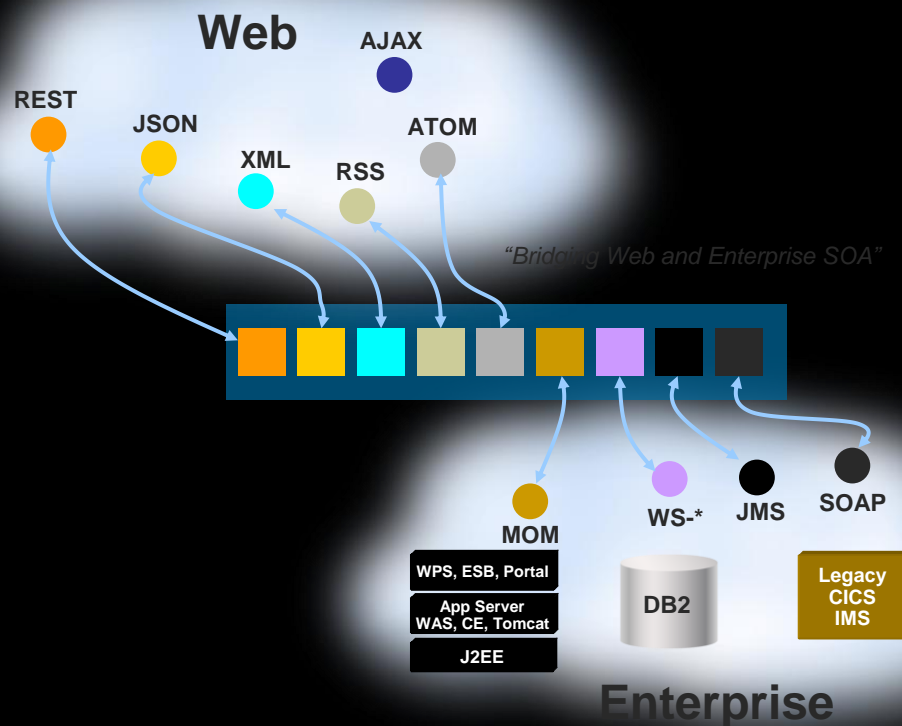 Web
AJAX
REST
JSON
ATOM
XML
RSS
“Bridging Web and Enterprise SOA”
MOM
WS-*
JMS
SOAP
WPS, ESB, Portal
App Server
WAS, CE, Tomcat
J2EE
DB2
Legacy
CICS
IMS
Enterprise